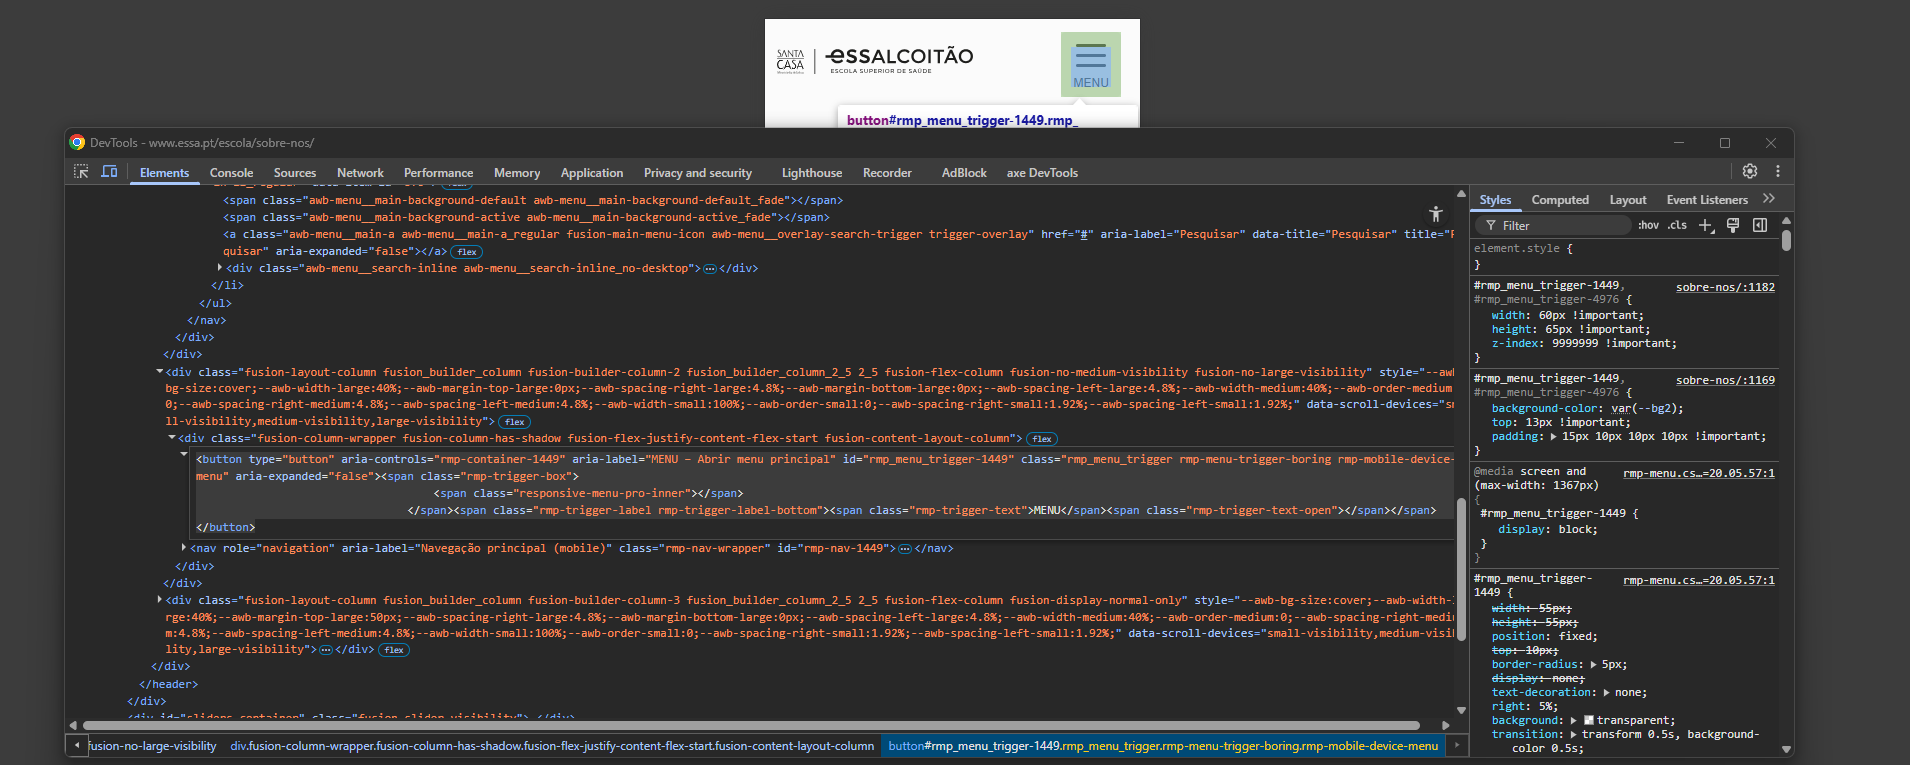 SANTA
CASA
eSSALCOITÃO
ESCOLA SUPERIOR DE SAÚDE
MENU
button#rmp_menu_trigger-1449.rmp_
DevTools - www.essa.pt/escola/sobre-nos/
Elements Console Sources Network Performance Memory Application Privacy and security Lighthouse Recorder AdBlock axe DevTools
<span class="awb-menu__main-background-default awb-menu__main-background-default_fade"></span>
<span class="awb-menu__main-background-active awb-menu__main-background-active_fade"></span>
<a class="awb-menu__main-a awb-menu__main-a_regular fusion-main-menu-icon awb-menu__overlay-search-trigger trigger-overlay" href="#" aria-label="Pesquisar" data-title="Pesquisar" title="P
quisar" aria-expanded="false"></a> flex
<div class="awb-menu__search-inline awb-menu__search-inline_no-desktop">…</div>
</li>
</ul>
</nav>
</div>
</div>
<div class="fusion-layout-column fusion_builder_column fusion-builder-column-2 fusion_builder_column_2_5 2_5 fusion-flex-column fusion-no-medium-visibility fusion-no-large-visibility" style="--awb
bg-size:cover;--awb-width-large:40%;--awb-margin-top-large:0px;--awb-spacing-right-large:4.8%;--awb-margin-bottom-large:0px;--awb-spacing-left-large:4.8%;--awb-width-medium:40%;--awb-order-medium
0;--awb-spacing-right-medium:4.8%;--awb-spacing-left-medium:4.8%;--awb-width-small:100%;--awb-order-small:0;--awb-spacing-right-small:1.92%;--awb-spacing-left-small:1.92%;" data-scroll-devices="sm
ll-visibility,medium-visibility,large-visibility"> flex
<div class="fusion-column-wrapper fusion-column-has-shadow fusion-flex-justify-content-flex-start fusion-content-layout-column"> flex
<button type="button" aria-controls="rmp-container-1449" aria-label="MENU – Abrir menu principal" id="rmp_menu_trigger-1449" class="rmp_menu_trigger rmp-menu-trigger-boring rmp-mobile-device-
menu" aria-expanded="false"><span class="rmp-trigger-box">
<span class="responsive-menu-pro-inner"></span>
</span><span class="rmp-trigger-label rmp-trigger-label-bottom"><span class="rmp-trigger-text">MENU</span><span class="rmp-trigger-text-open"></span></span>
</button>
<nav role="navigation" aria-label="Navegação principal (mobile)" class="rmp-nav-wrapper" id="rmp-nav-1449">…</nav>
</div>
</div>
<div class="fusion-layout-column fusion_builder_column fusion-builder-column-3 fusion_builder_column_2_5 2_5 fusion-flex-column fusion-display-normal-only" style="--awb-bg-size:cover;--awb-width-l
rge:40%;--awb-margin-top-large:50px;--awb-spacing-right-large:4.8%;--awb-margin-bottom-large:0px;--awb-spacing-left-large:4.8%;--awb-width-medium:40%;--awb-order-medium:0;--awb-spacing-right-medi
m:4.8%;--awb-spacing-left-medium:4.8%;--awb-width-small:100%;--awb-order-small:0;--awb-spacing-right-small:1.92%;--awb-spacing-left-small:1.92%;" data-scroll-devices="small-visibility,medium-visib
lity,large-visibility">…</div> flex
</div>
</header>
</div>
<div id="sliders-container" class="fusion-slider-visibility"> </div>
fusion-no-large-visibility div.fusion-column-wrapper.fusion-column-has-shadow.fusion-flex-justify-content-flex-start.fusion-content-layout-column button#rmp_menu_trigger-1449.rmp_menu_trigger.rmp-menu-trigger-boring.rmp-mobile-device-menu
Styles Computed Layout Event Listeners
Filter :hov .cls
element.style {
}
#rmp_menu_trigger-1449, sobre-nos/:1182
#rmp_menu_trigger-4976 {
width: 60px !important;
height: 65px !important;
z-index: 9999999 !important;
}
#rmp_menu_trigger-1449, sobre-nos/:1169
#rmp_menu_trigger-4976 {
background-color: var(--bg2);
top: 13px !important;
padding: 15px 10px 10px 10px !important;
}
@media screen and rmp-menu.cs…=20.05.57:1
(max-width: 1367px)
{
#rmp_menu_trigger-1449 {
display: block;
}
}
#rmp_menu_trigger- rmp-menu.cs…=20.05.57:1
1449 {
width: 55px;
height: 55px;
position: fixed;
top: 10px;
border-radius: 5px;
display: none;
text-decoration: none;
right: 5%;
background: transparent;
transition: transform 0.5s, background-
color 0.5s;